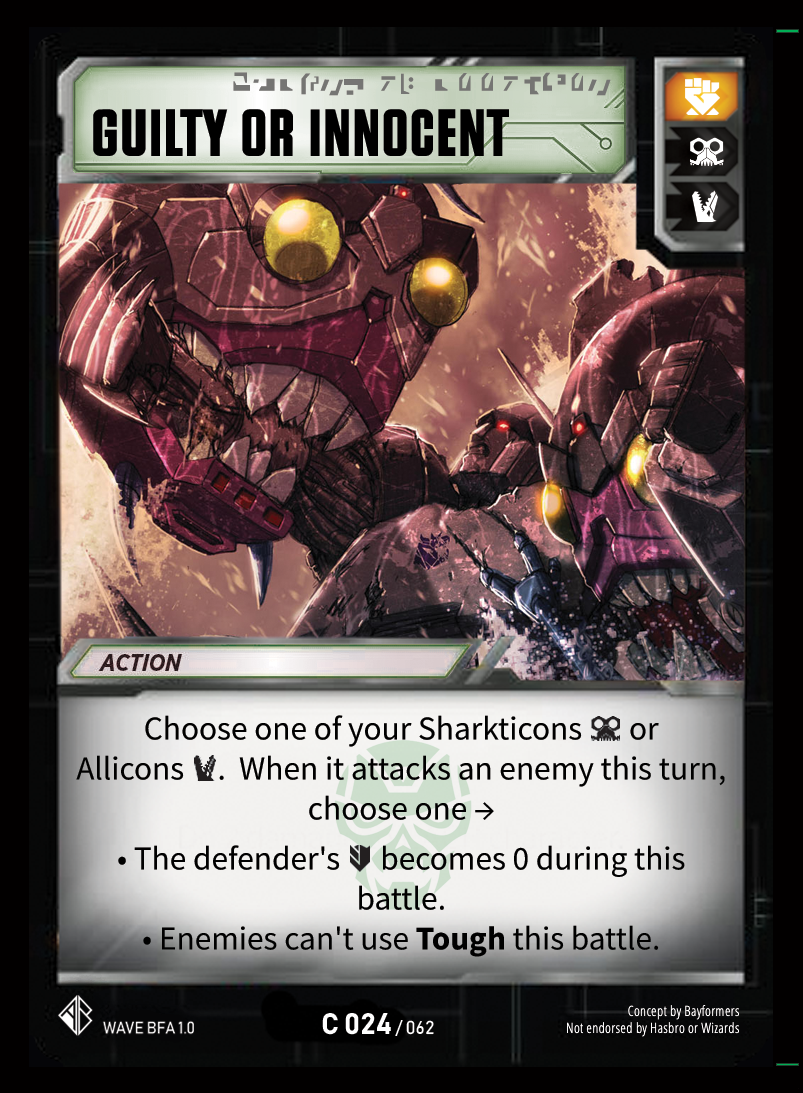 GUILTY OR INNOCENT
ACTION
Choose one of your Sharkticons or
Allicons . When it attacks an enemy this turn,
choose one →
• The defender's becomes 0 during this
battle.
• Enemies can't use Tough this battle.
WAVE BFA 1.0
C 024 / 062
Concept by Bayformers
Not endorsed by Hasbro or Wizards